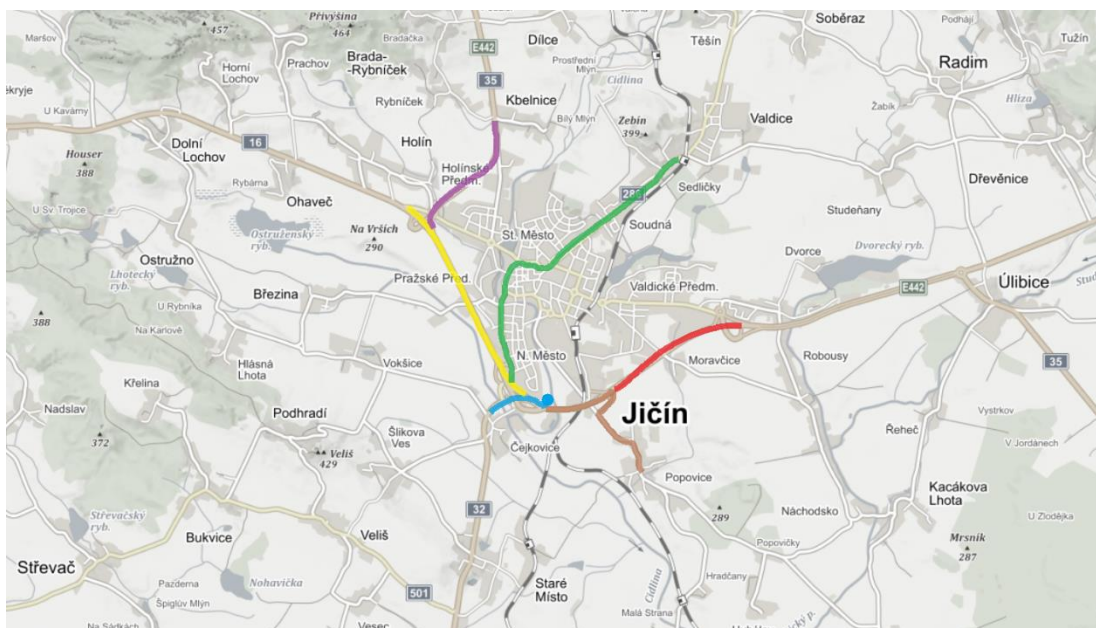 Přivyšina
464
457
Maršov
Bradačka
E442
Dílce
Těšín
Soběraz
Podhájí
Tužín
Prostřední
Mlýn
Cidlina
Radim
Horní
Lochov
Prachov
Brada-
-Rybníček
35
Rybníček
Kbelnice
Bílý Mlýn
Zebín
399
Valdice
Žabík
Hliza
U Kavárny
16
Dolní
Lochov
Holín
Houser
388
Holínské
Předm.
Rybárna
Sedličky
Dřevěnice
Ohaveč
Soudná
Studeňany
U Sv. Trojice
Ostruženský
ryb.
Na Vrších
290
St. Město
Ostružno
Dvorce
Dvorecký ryb.
Lhotecký
ryb.
Pražské Před.
Valdické Předm.
E442
Úlibice
Březina
U Rybníka
388
Na Karlově
N. Město
Moravčice
Robousy
35
Hlásná
Lhota
Vokšice
Křelina
Nadslav
372
Podhradí
Jičín
Vystrkov
Šlikova
Ves
Řeheč
V Jordánech
Veliš
429
Čejkovice
Popovice
Kacákova
Lhota
32
289
Náchodsko
U Zlodějka
Střevačský
ryb.
Bukvice
Veliš
Popovičky
Mrsník
287
Střevač
Nohavička
Staré
Místo
Cidlina
Hradčany
Pazderna
Špiglův Mlýn
501
Malá Strana
Na Sádkách
Vesec